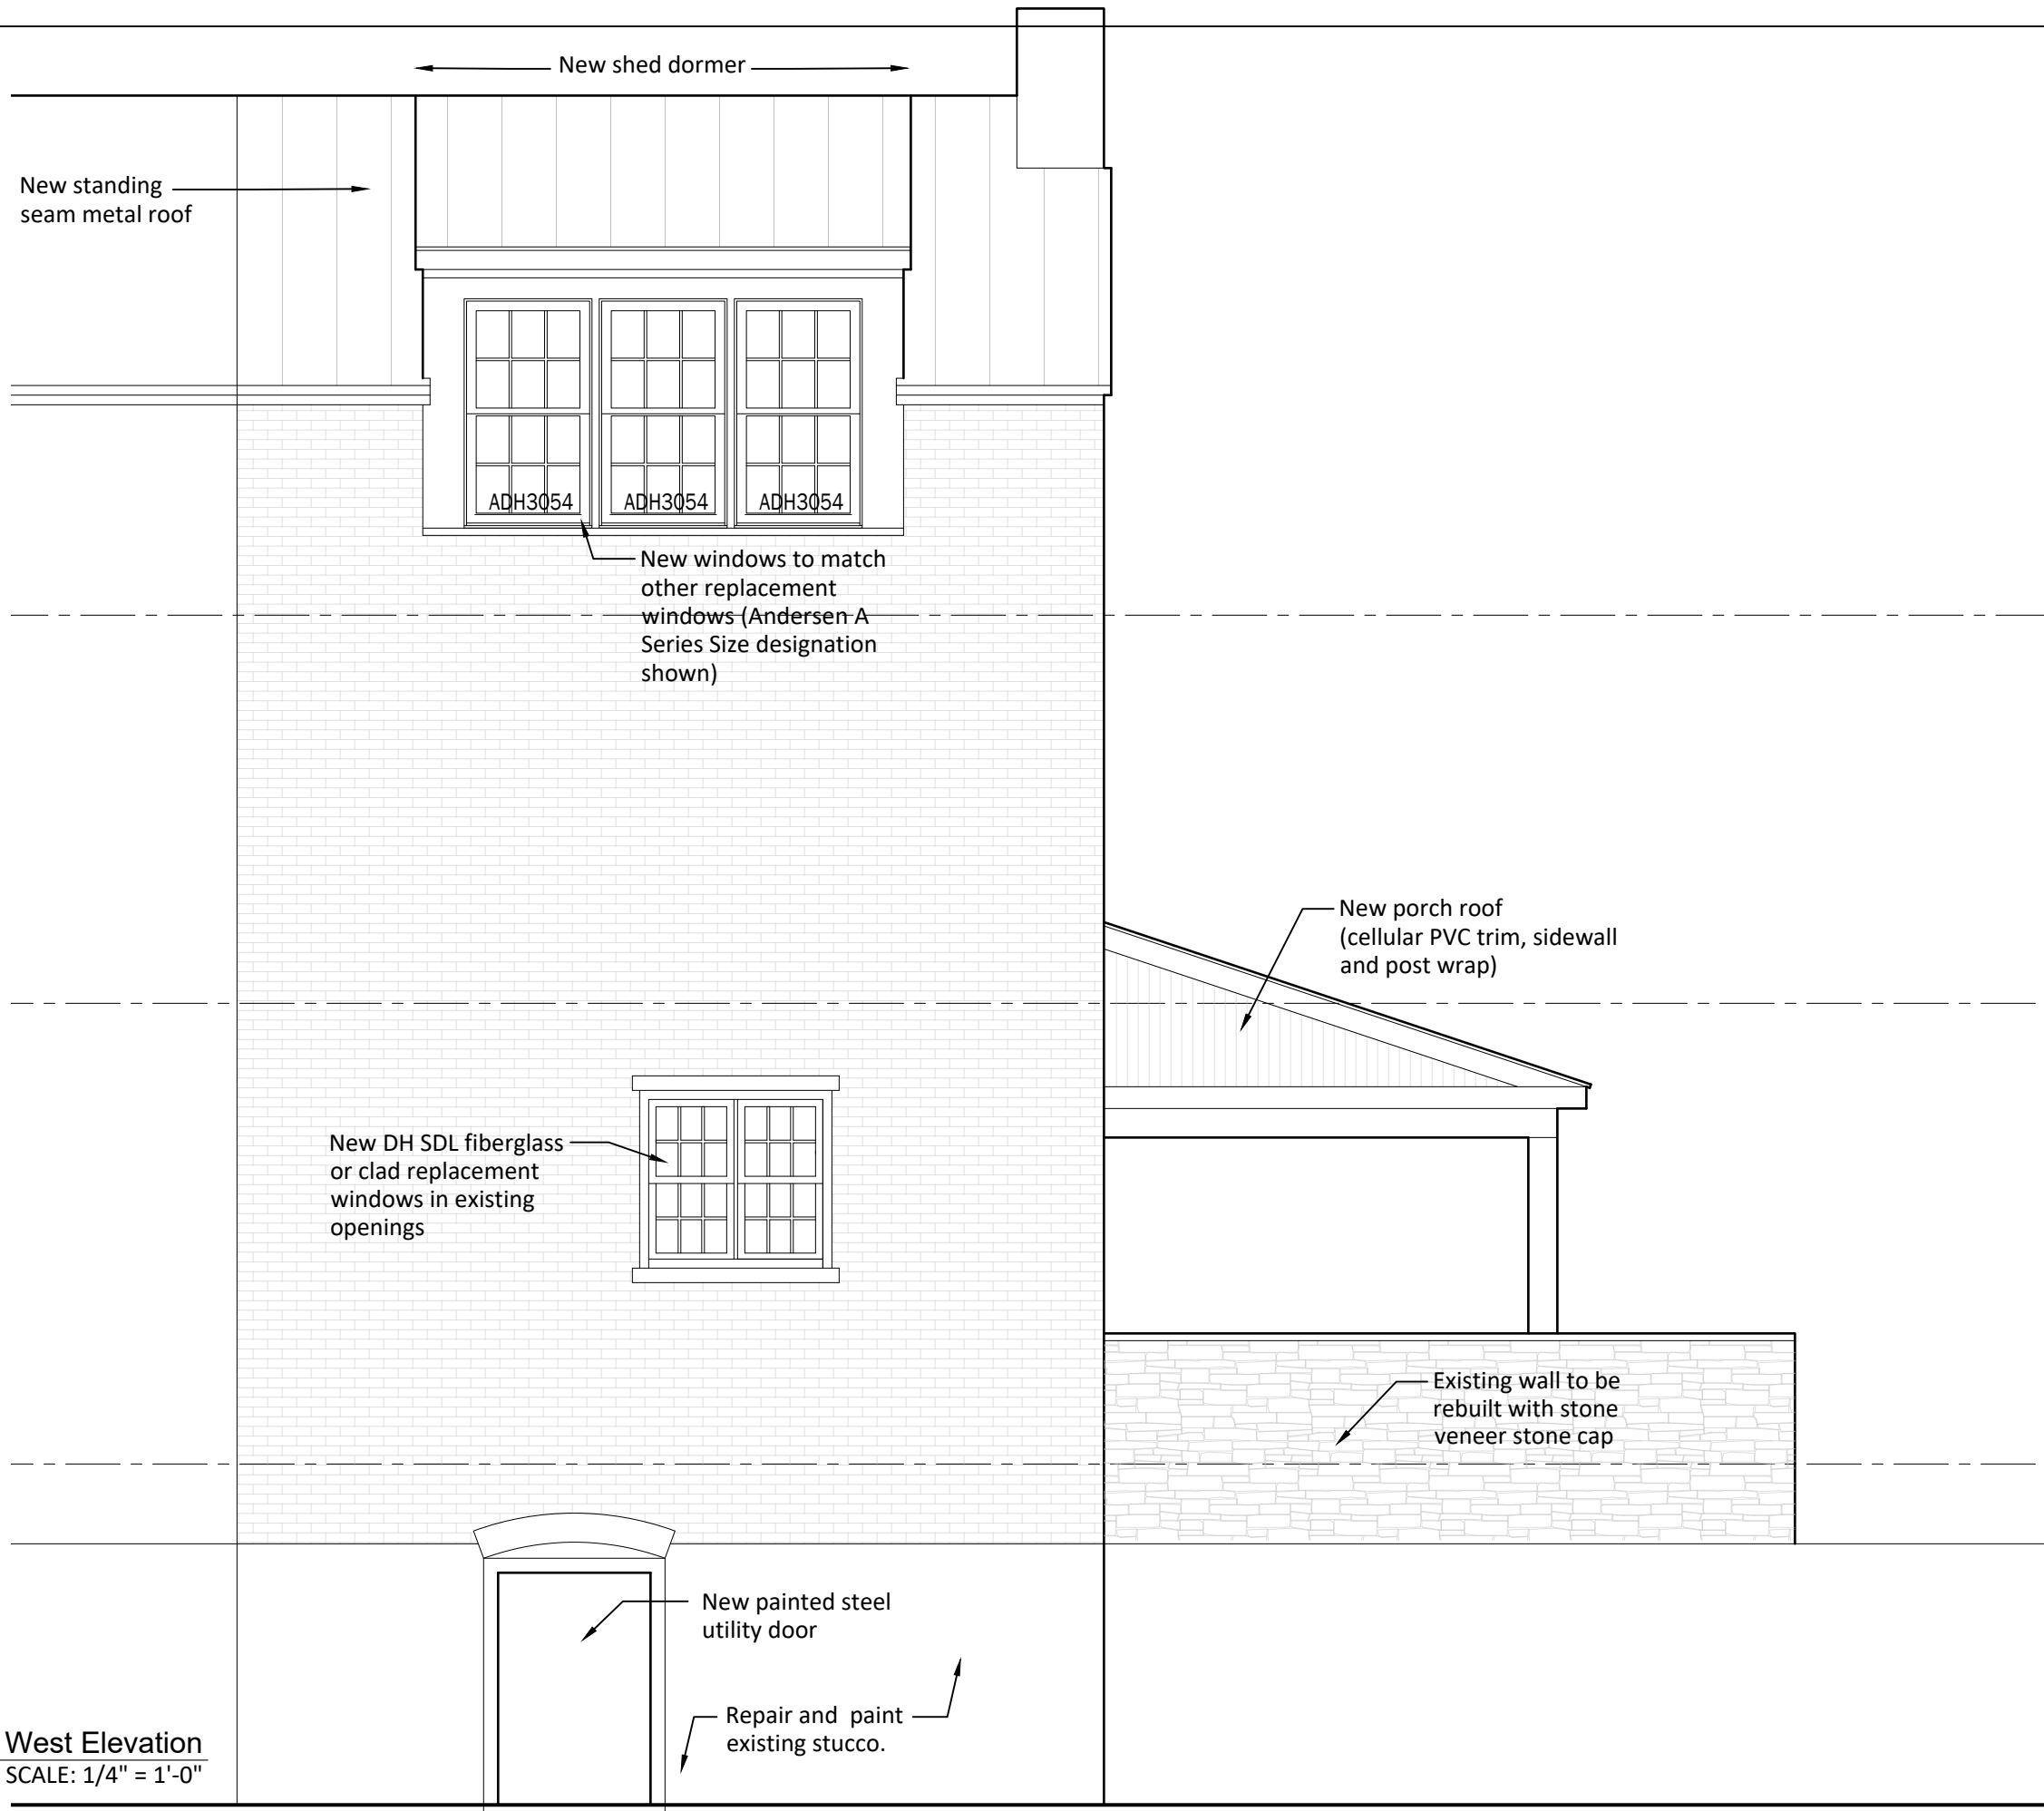 New shed dormer
New standing
seam metal roof
ADH3054 ADH3054 ADH3054
New windows to match
other replacement
windows (Andersen A
Series Size designation
shown)
New porch roof
(cellular PVC trim, sidewall
and post wrap)
New DH SDL fiberglass
or clad replacement
windows in existing
openings
Existing wall to be
rebuilt with stone
veneer stone cap
New painted steel
utility door
Repair and paint
existing stucco.
West Elevation
SCALE: 1/4" = 1'-0"